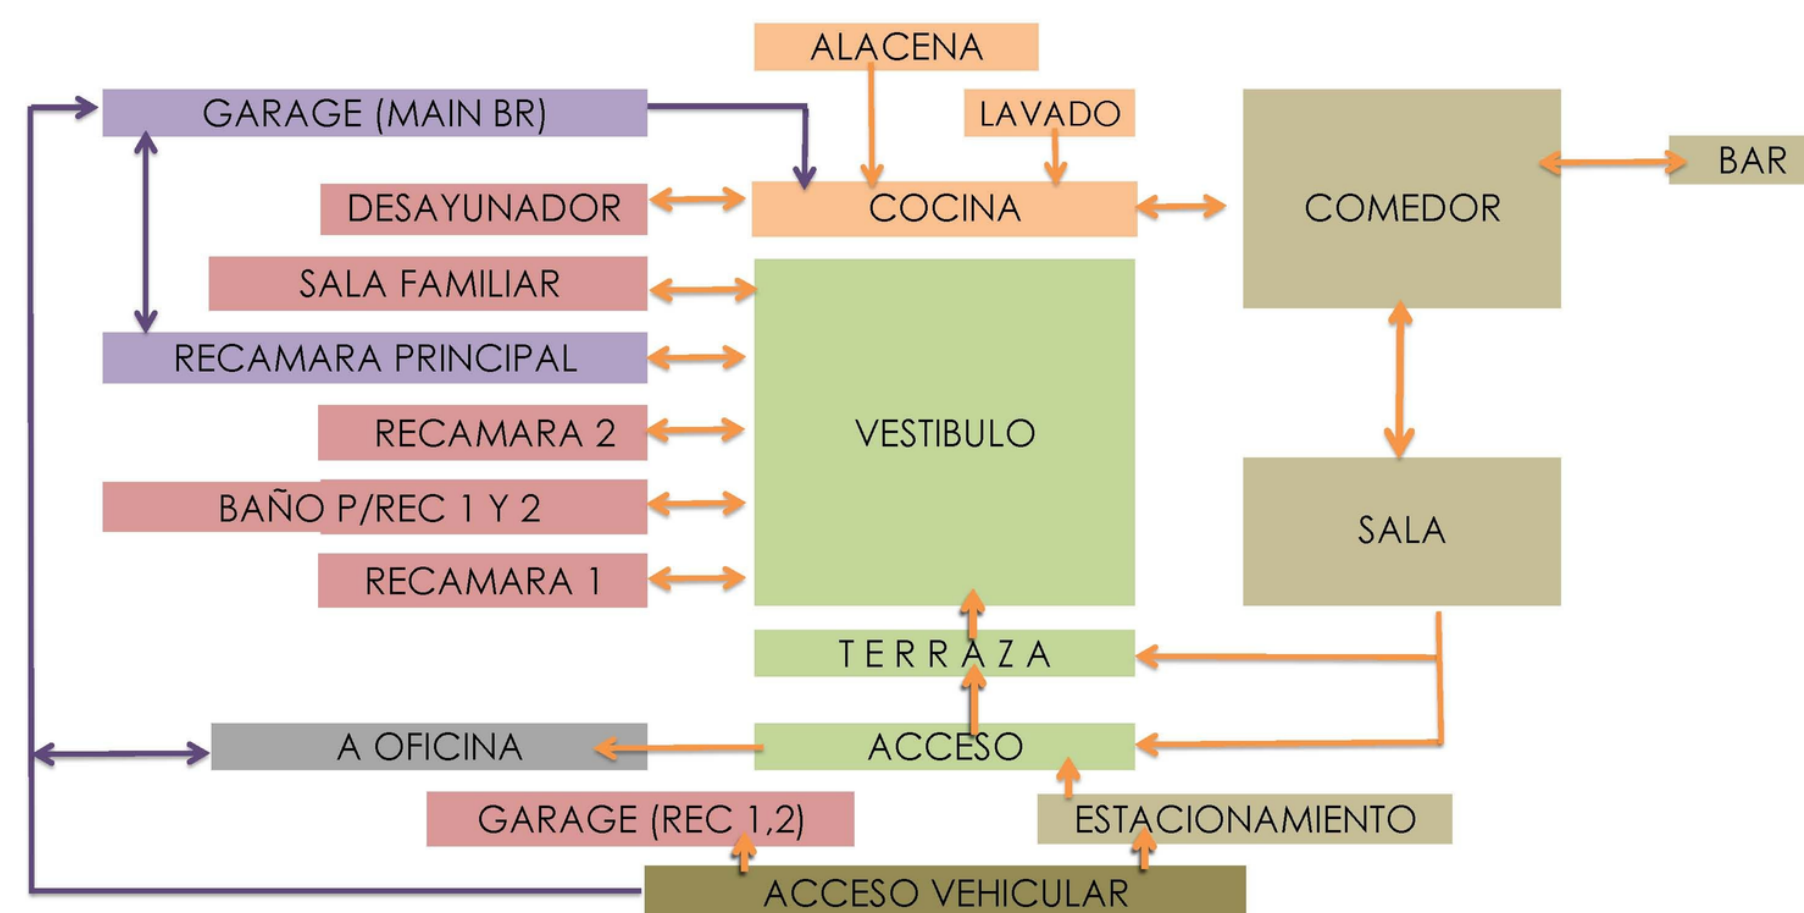 ALACENA
GARAGE (MAIN BR)
LAVADO
BAR
DESAYUNADOR
COCINA
COMEDOR
SALA FAMILIAR
RECAMARA PRINCIPAL
RECAMARA 2
VESTIBULO
BAÑO P/REC 1 Y 2
SALA
RECAMARA 1
TERRAZA
A OFICINA
ACCESO
GARAGE (REC 1,2)
ESTACIONAMIENTO
ACCESO VEHICULAR